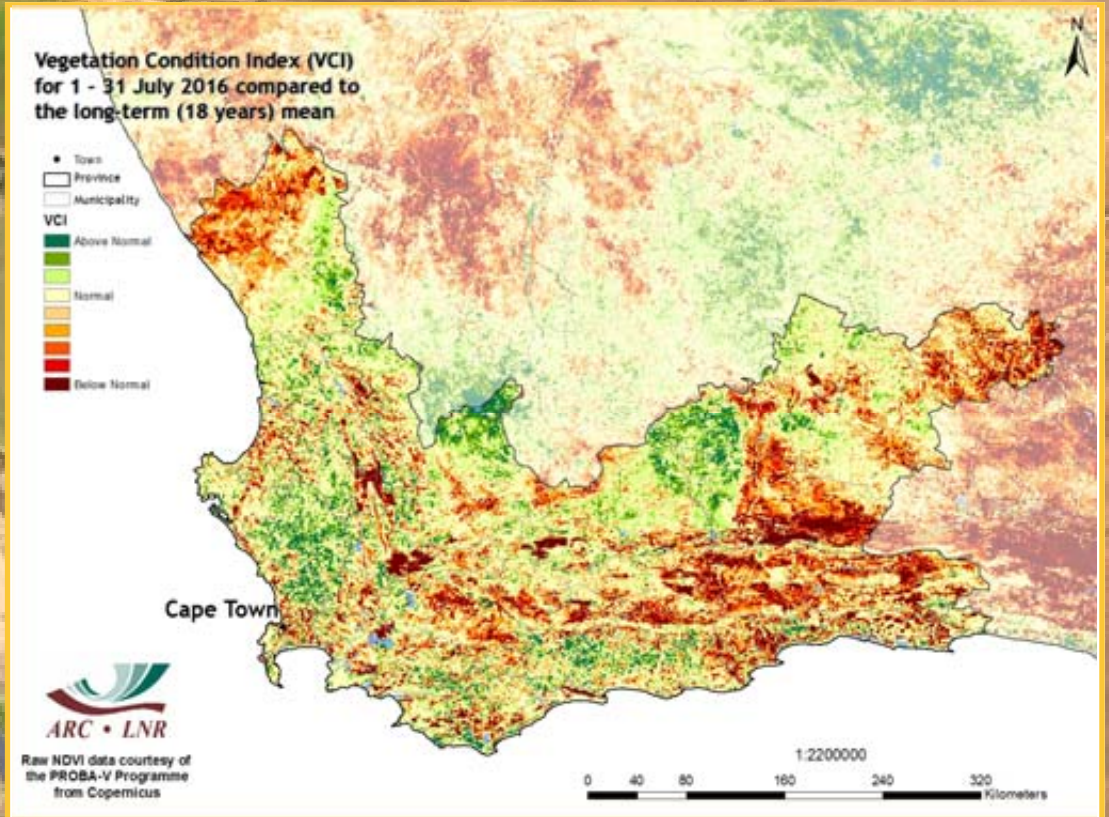 Vegetation Condition Index (VCI)
for 1 - 31 July 2016 compared to
the long-term (18 years) mean
N
Town
Province
Municipality
VCI
Above Normal
Normal
Below Normal
Cape Town
ARC • LNR
Raw NDVI data courtesy of
the PROBA-V Programme
from Copernicus
1:2200000
0 40 80 160 240 320
Kilometers